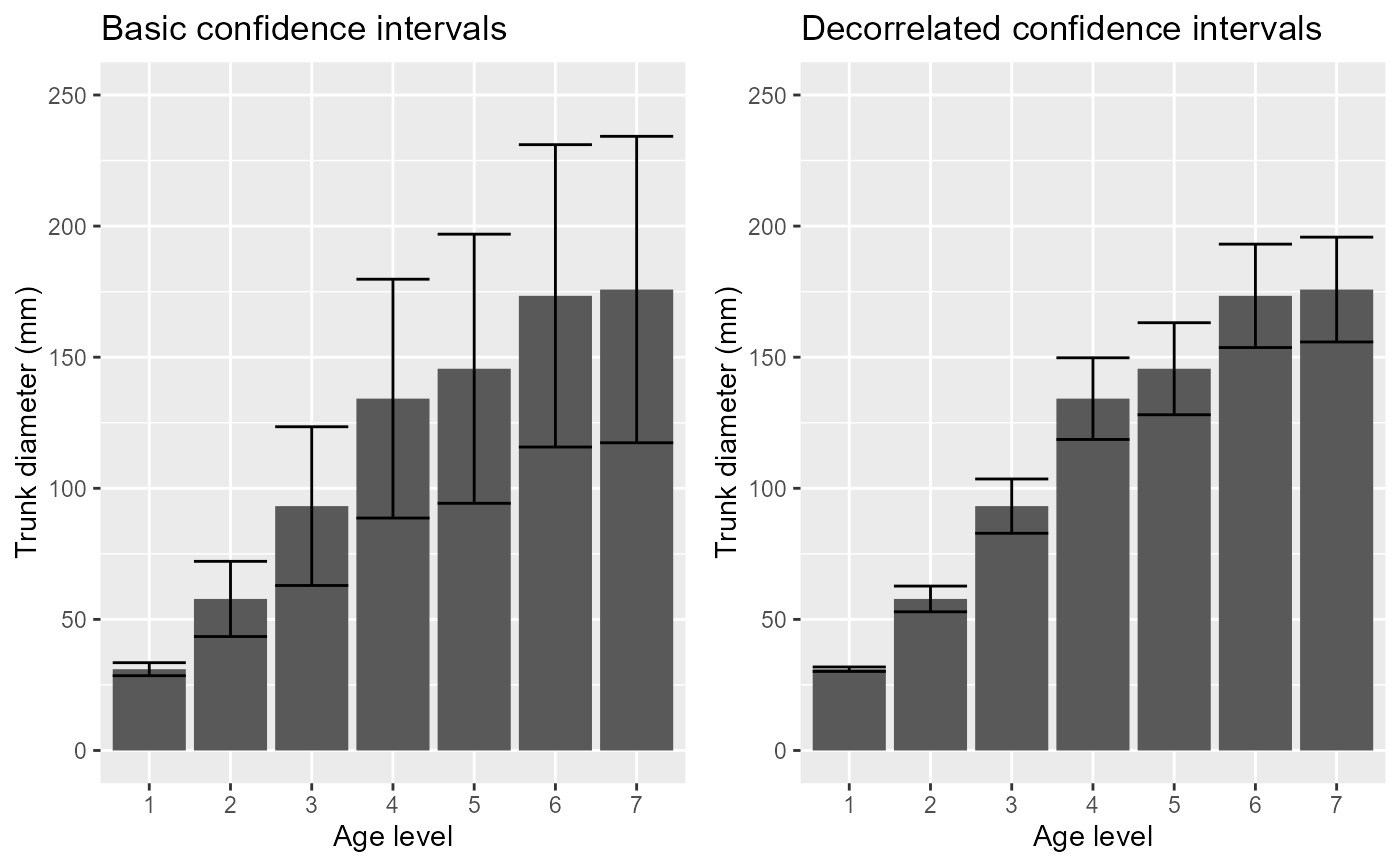 Basic confidence intervals
250
200
150
100
50
0
Trunk diameter (mm)
1 2 3 4 5 6 7
Age level
Decorrelated confidence intervals
250
200
150
100
50
0
Trunk diameter (mm)
1 2 3 4 5 6 7
Age level